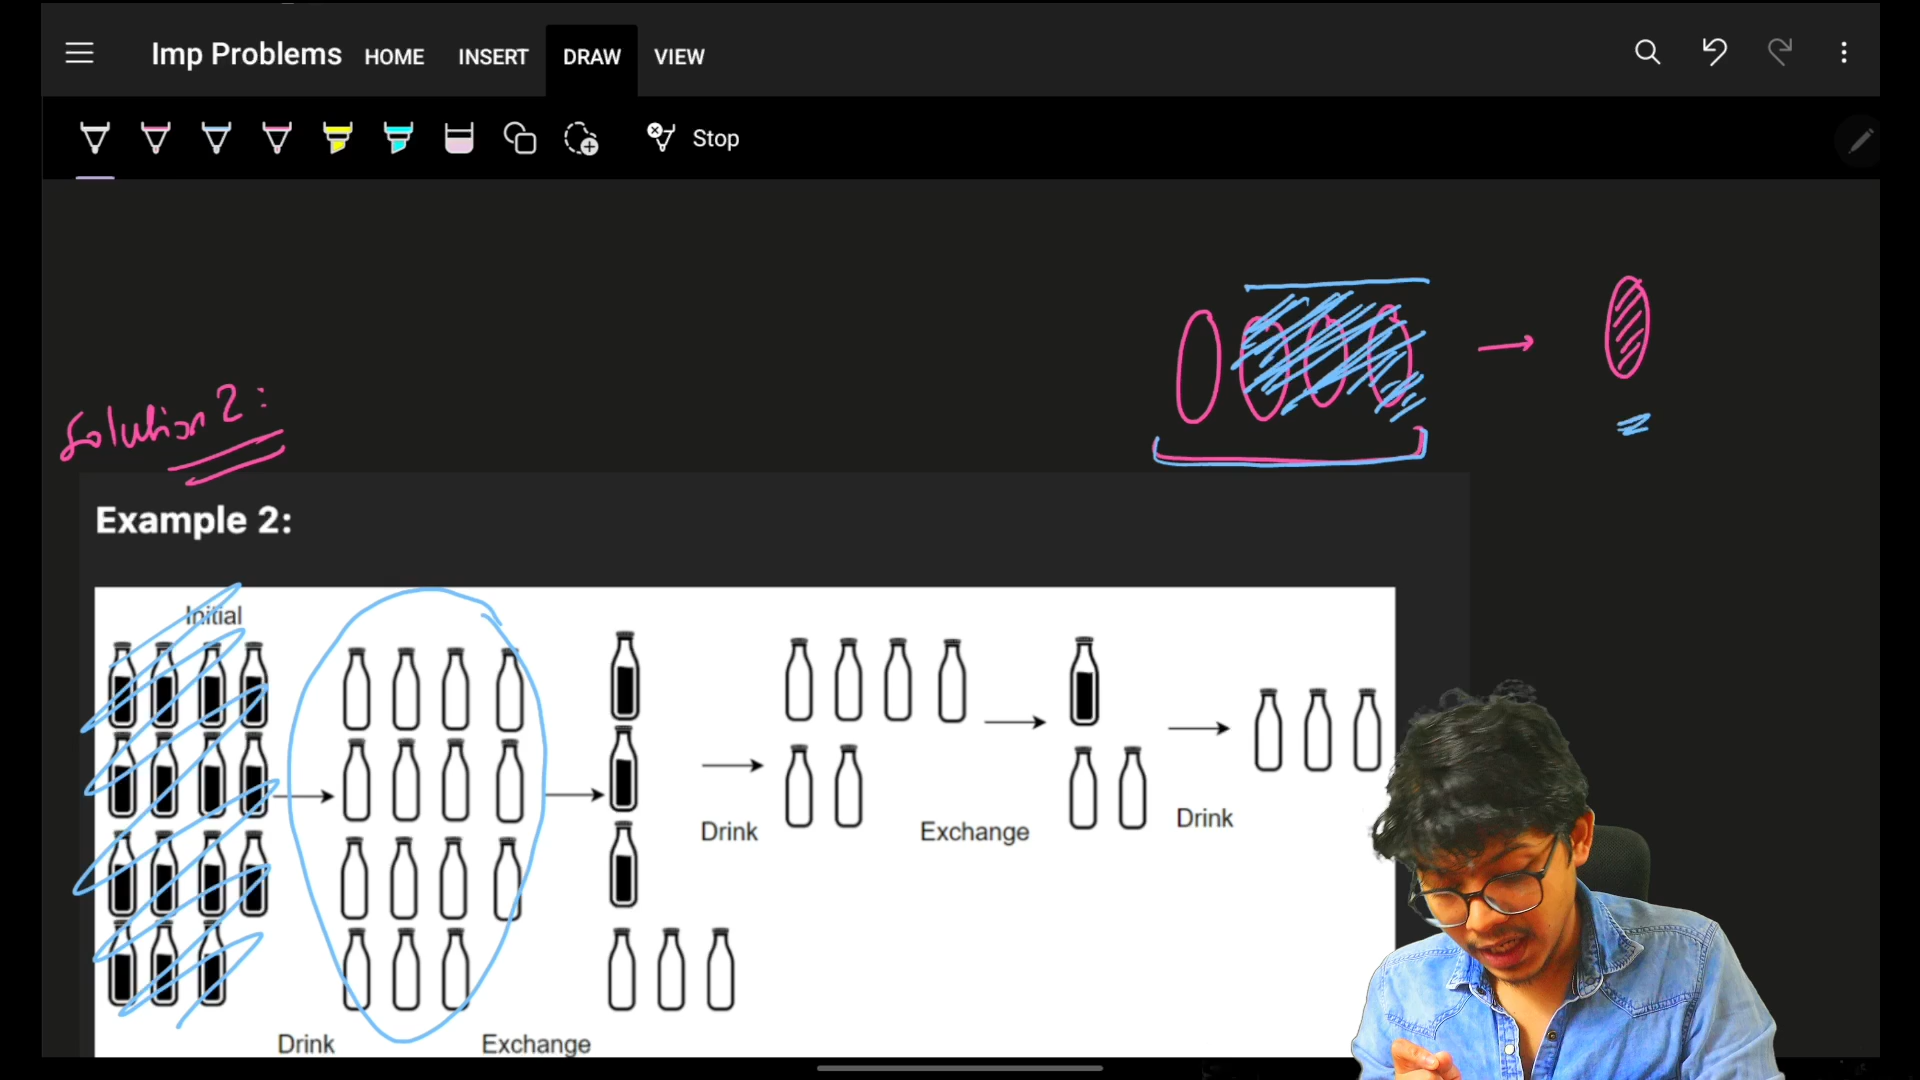 Imp Problems HOME INSERT DRAW VIEW
Stop
Solution 2:
Example 2:
Initial
Drink Exchange Drink
Drink Exchange